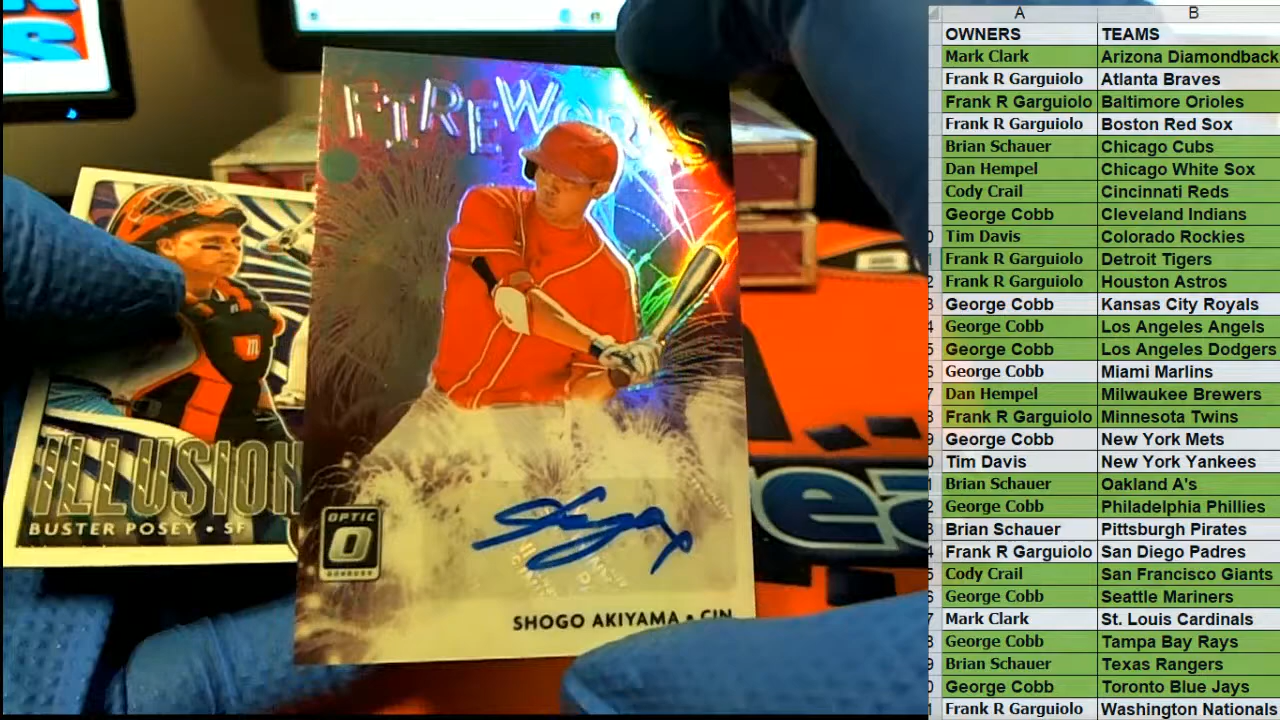 FIREWORKS
ILLUSION
BUSTER POSEY • SF
OPTIC
DONRUSS
SHOGO AKIYAMA • CIN
A B
OWNERS TEAMS
Mark Clark Arizona Diamondback
Frank R Garguiolo Atlanta Braves
Frank R Garguiolo Baltimore Orioles
Frank R Garguiolo Boston Red Sox
Brian Schauer Chicago Cubs
Dan Hempel Chicago White Sox
Cody Crail Cincinnati Reds
George Cobb Cleveland Indians
Tim Davis Colorado Rockies
Frank R Garguiolo Detroit Tigers
Frank R Garguiolo Houston Astros
George Cobb Kansas City Royals
George Cobb Los Angeles Angels
George Cobb Los Angeles Dodgers
George Cobb Miami Marlins
Dan Hempel Milwaukee Brewers
Frank R Garguiolo Minnesota Twins
George Cobb New York Mets
Tim Davis New York Yankees
Brian Schauer Oakland A's
George Cobb Philadelphia Phillies
Brian Schauer Pittsburgh Pirates
Frank R Garguiolo San Diego Padres
Cody Crail San Francisco Giants
George Cobb Seattle Mariners
Mark Clark St. Louis Cardinals
George Cobb Tampa Bay Rays
Brian Schauer Texas Rangers
George Cobb Toronto Blue Jays
Frank R Garguiolo Washington Nationals